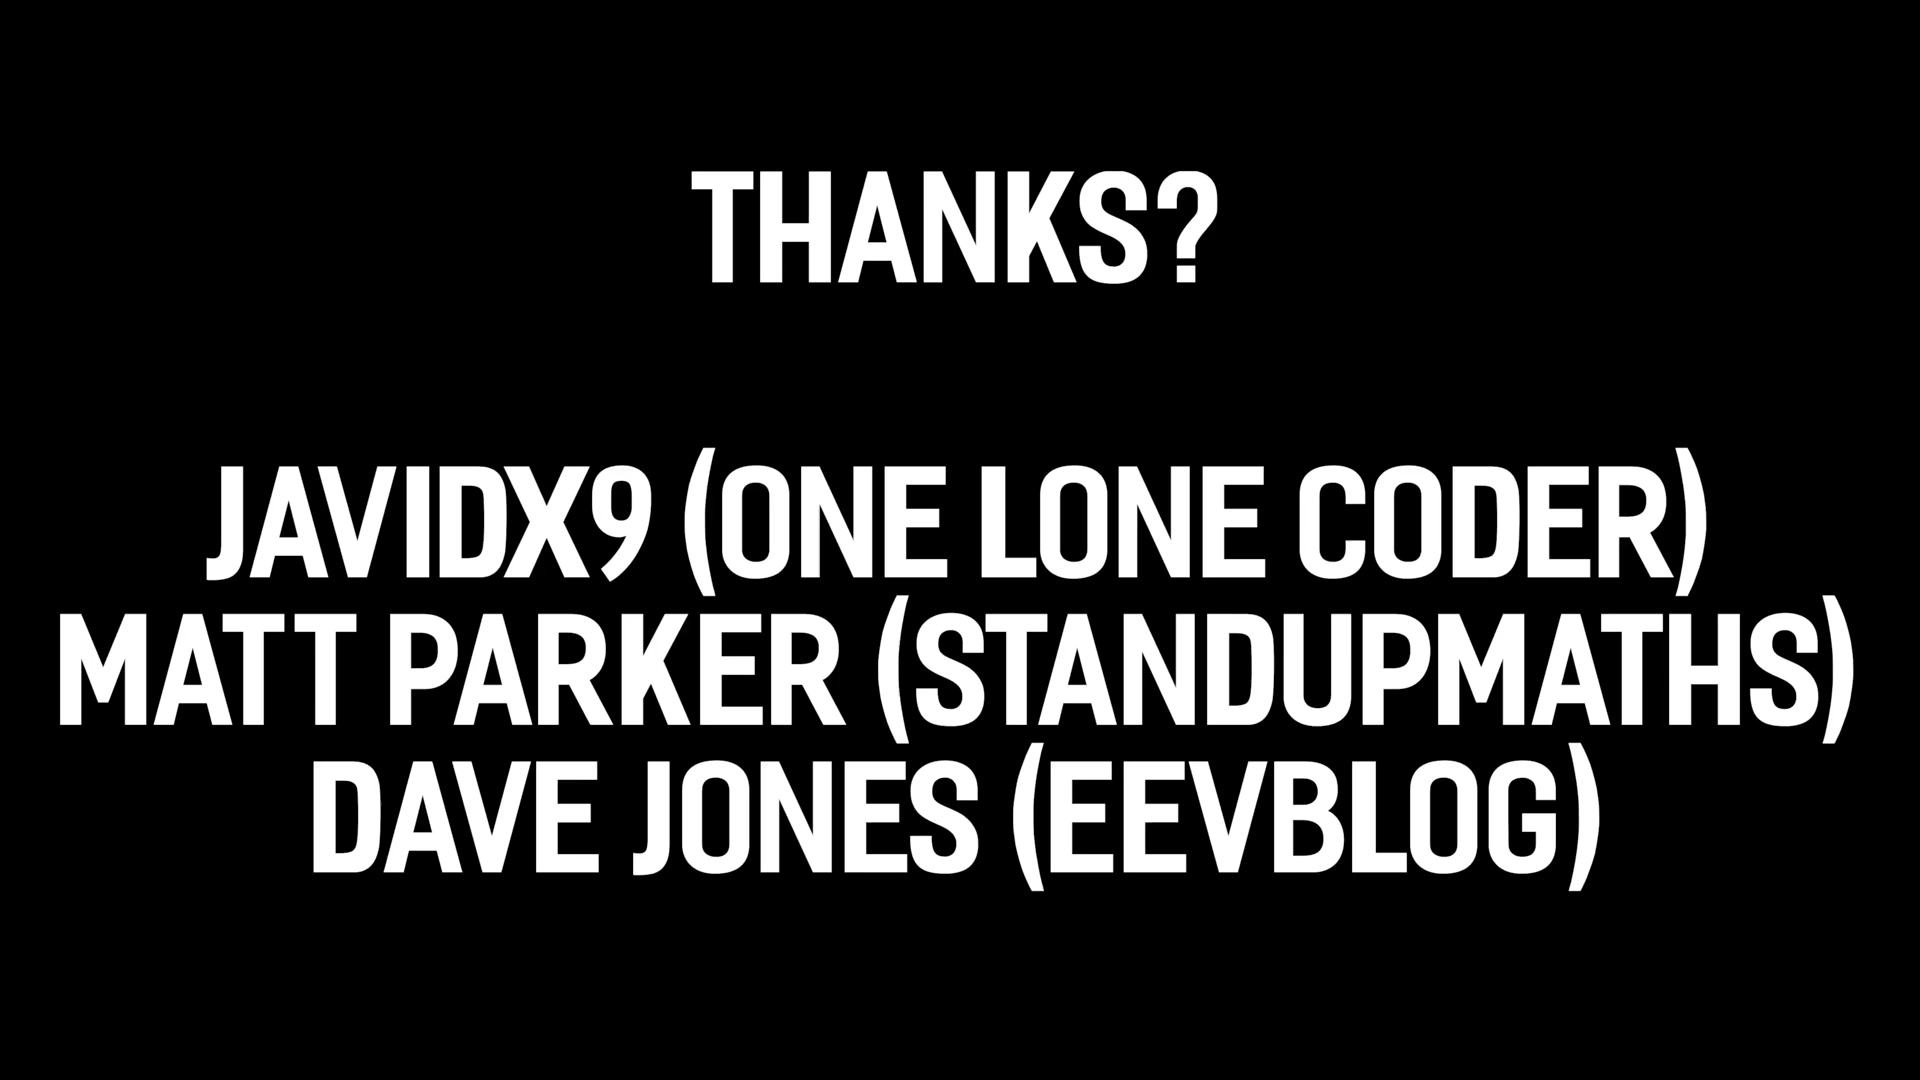 THANKS?
JAVIDX9 (ONE LONE CODER)
MATT PARKER (STANDUPMATHS)
DAVE JONES (EEVBLOG)